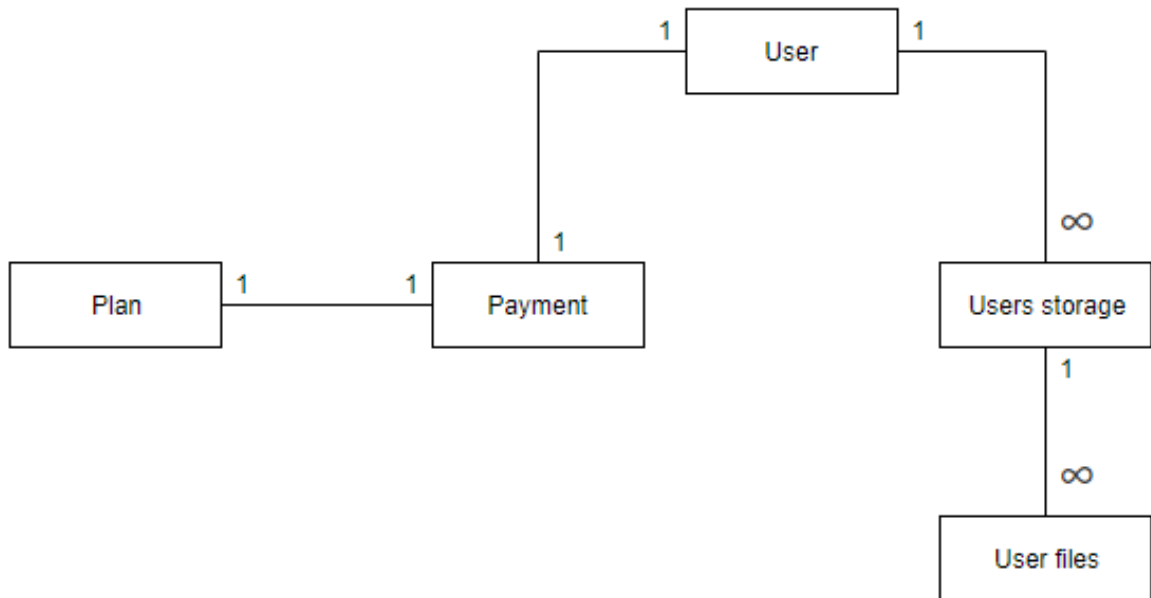 1 User 1
1 ∞
Plan 1 1 Payment Users storage
1
∞
User files